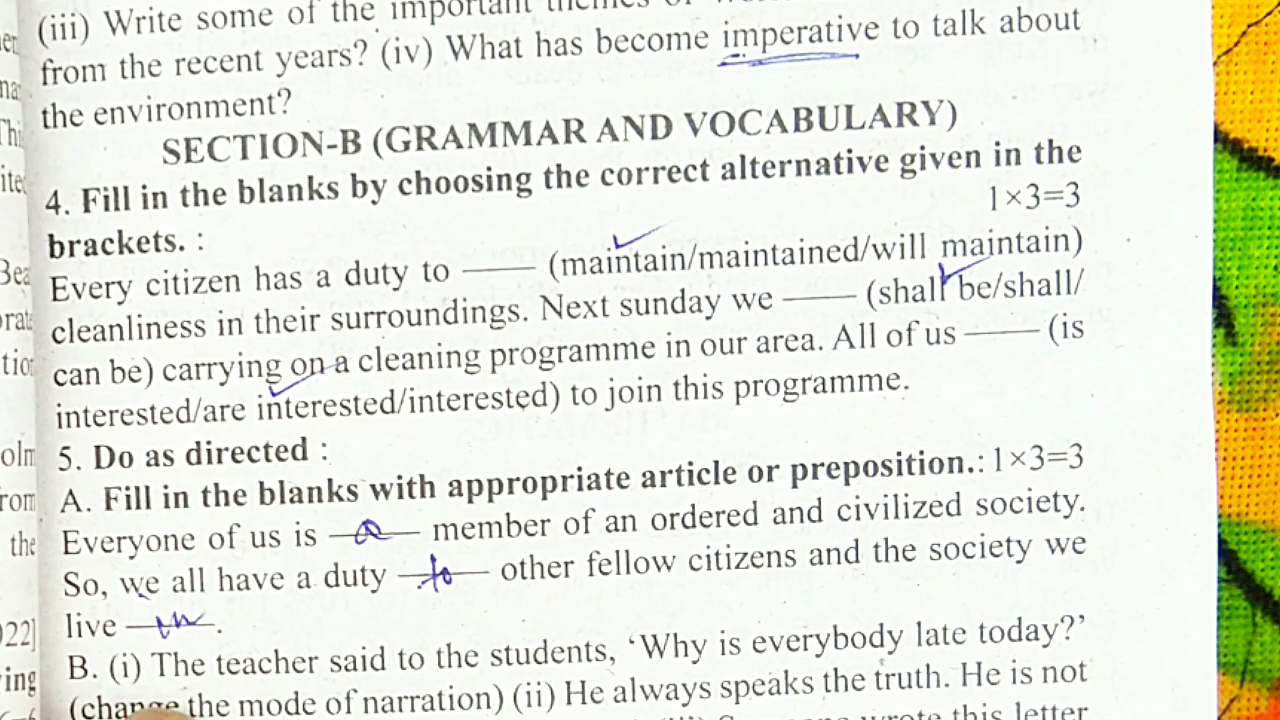 (iii) Write some of the important themes of
from the recent years? (iv) What has become imperative to talk about
the environment?
SECTION-B (GRAMMAR AND VOCABULARY)
4. Fill in the blanks by choosing the correct alternative given in the
brackets. : 1×3=3
Every citizen has a duty to —— (maintain/maintained/will maintain)
cleanliness in their surroundings. Next sunday we —— (shall be/shall/
can be) carrying on a cleaning programme in our area. All of us —— (is
interested/are interested/interested) to join this programme.
5. Do as directed :
A. Fill in the blanks with appropriate article or preposition.: 1×3=3
Everyone of us is a member of an ordered and civilized society.
So, we all have a duty to other fellow citizens and the society we
live in.
B. (i) The teacher said to the students, ‘Why is everybody late today?’
(change the mode of narration) (ii) He always speaks the truth. He is not
wrote this letter